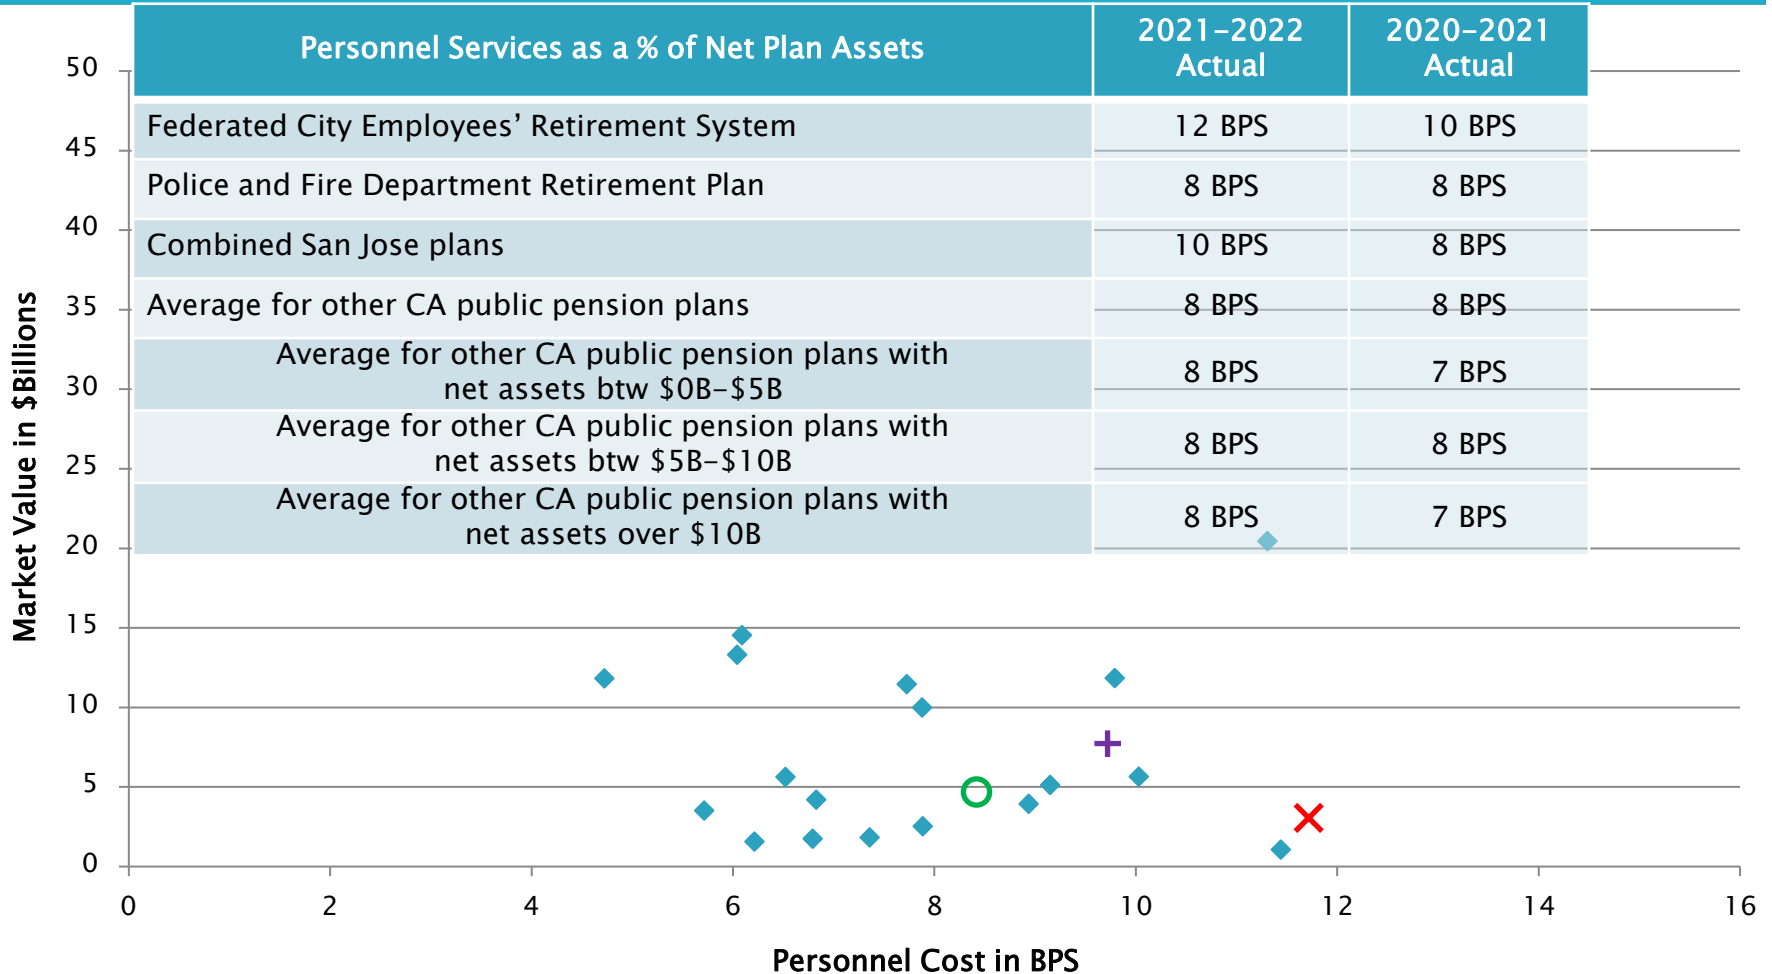 Personnel Services as a % of Net Plan Assets
2021–2022
Actual
2020–2021
Actual
Federated City Employees’ Retirement System
12 BPS
10 BPS
Police and Fire Department Retirement Plan
8 BPS
8 BPS
Combined San Jose plans
10 BPS
8 BPS
Average for other CA public pension plans
8 BPS
8 BPS
Average for other CA public pension plans with
net assets btw $0B–$5B
8 BPS
7 BPS
Average for other CA public pension plans with
net assets btw $5B–$10B
8 BPS
8 BPS
Average for other CA public pension plans with
net assets over $10B
8 BPS
7 BPS
Market Value in $Billions
50
45
40
35
30
25
20
15
10
5
0
0 2 4 6 8 10 12 14 16
Personnel Cost in BPS